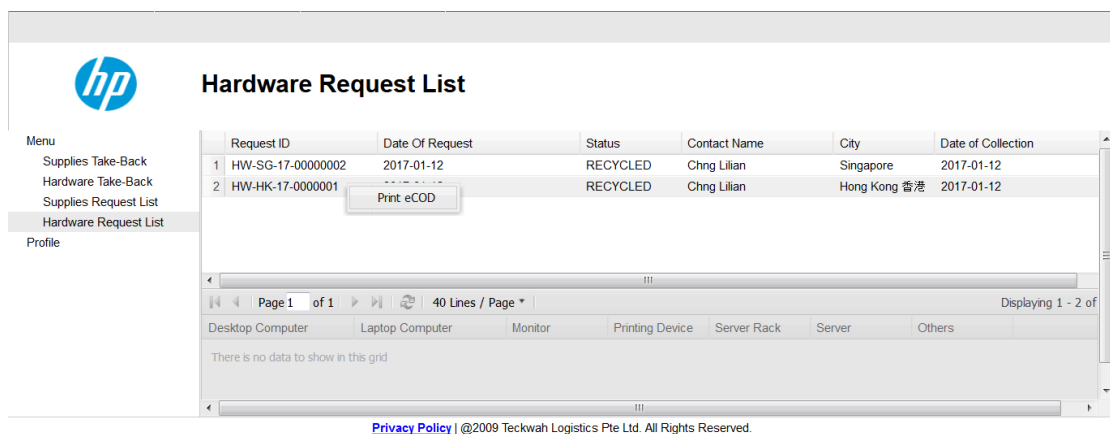 hp
Hardware Request List
Menu
Supplies Take-Back
Hardware Take-Back
Supplies Request List
Hardware Request List
Profile
Request ID Date Of Request Status Contact Name City Date of Collection
1 HW-SG-17-00000002 2017-01-12 RECYCLED Chng Lilian Singapore 2017-01-12
2 HW-HK-17-0000001 RECYCLED Chng Lilian Hong Kong 香港 2017-01-12
Print eCOD
Page 1 of 1 40 Lines / Page Displaying 1 - 2 of
Desktop Computer Laptop Computer Monitor Printing Device Server Rack Server Others
There is no data to show in this grid
Privacy Policy | @2009 Teckwah Logistics Pte Ltd. All Rights Reserved.